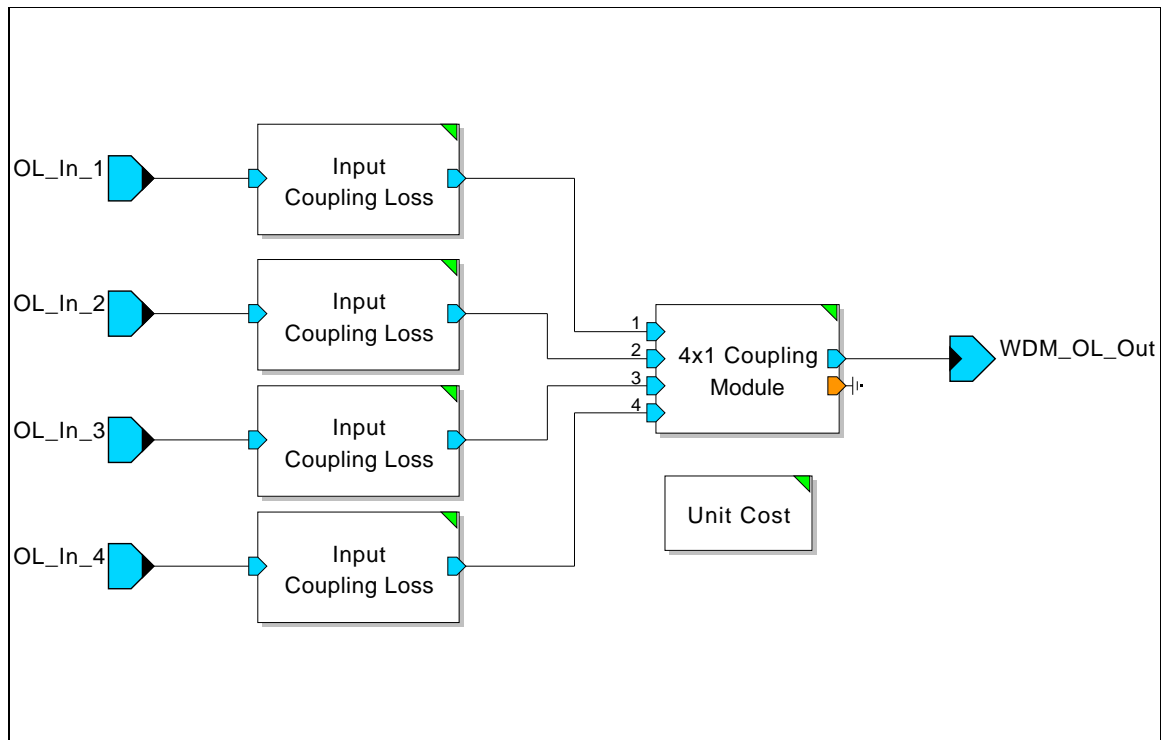 OL_In_1
Input
Coupling Loss
OL_In_2
Input
Coupling Loss
OL_In_3
Input
Coupling Loss
OL_In_4
Input
Coupling Loss
1
2
3
4
4x1 Coupling
Module
WDM_OL_Out
Unit Cost